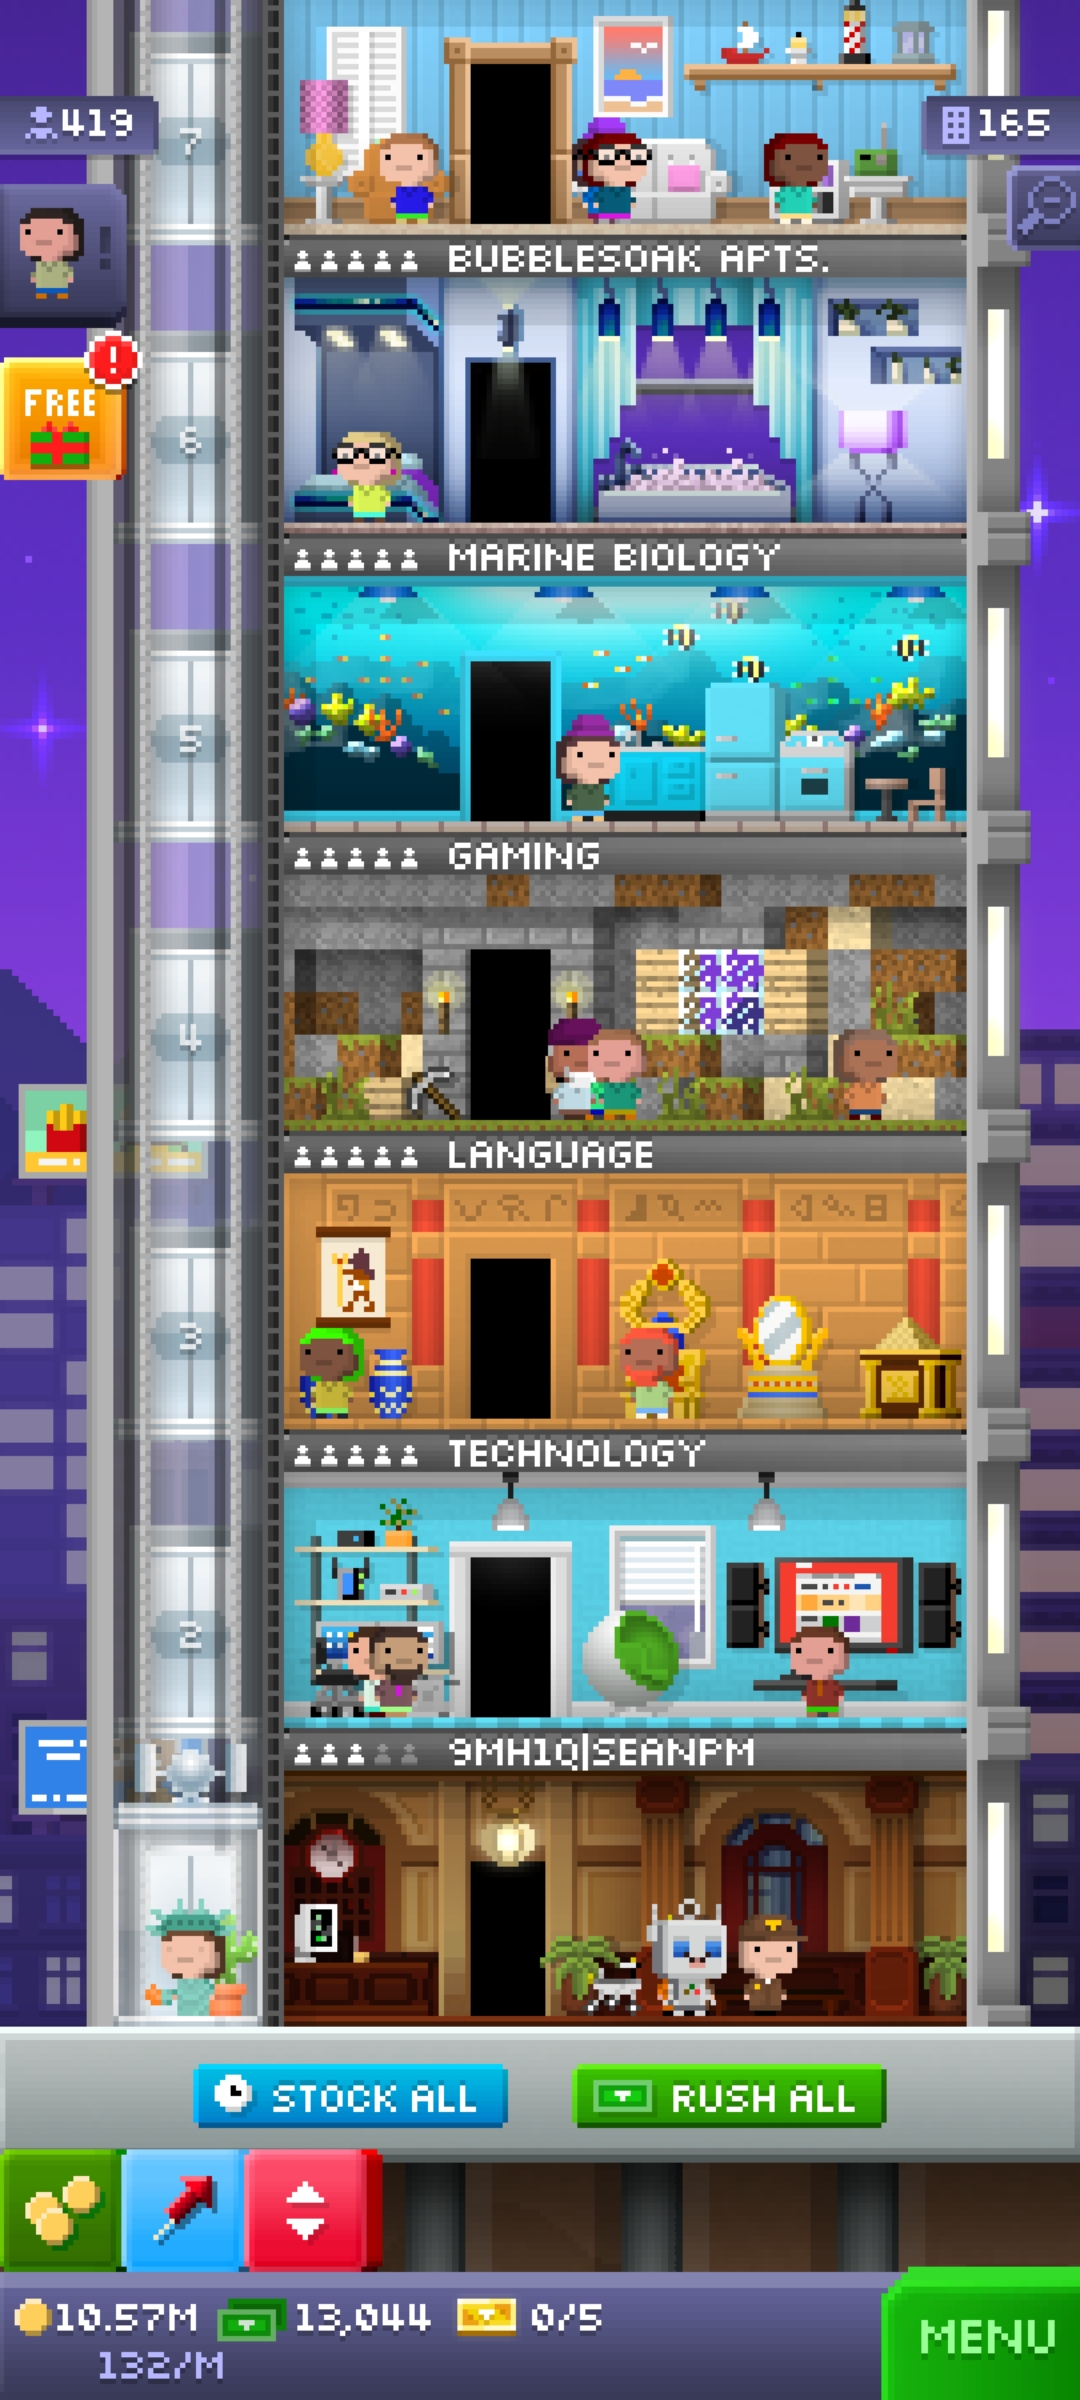 419
165
7
BUBBLESOAK APTS.
FREE
!
6
MARINE BIOLOGY
5
GAMING
4
LANGUAGE
3
TECHNOLOGY
2
9MH1Q|SEANPM
STOCK ALL
RUSH ALL
10.57M
13,044
0/5
132/M
MENU